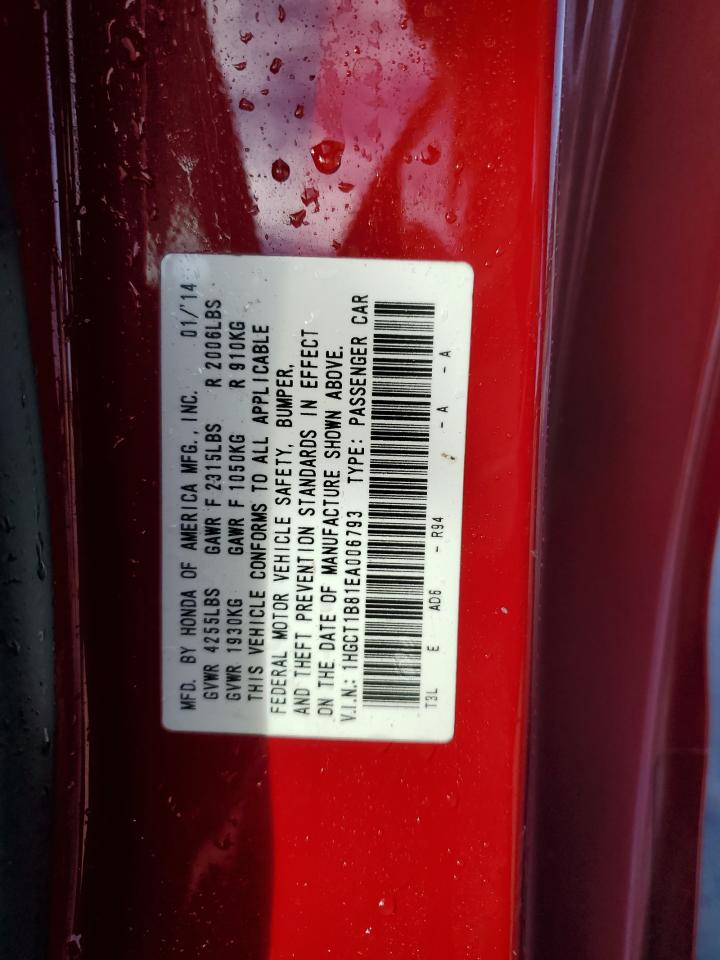 MFD. BY HONDA OF AMERICA MFG., INC. 01/'14
GVWR 4255LBS GAWR F 2315LBS R 2006LBS
GVWR 1930KG GAWR F 1050KG R 910KG
THIS VEHICLE CONFORMS TO ALL APPLICABLE
FEDERAL MOTOR VEHICLE SAFETY, BUMPER,
AND THEFT PREVENTION STANDARDS IN EFFECT
ON THE DATE OF MANUFACTURE SHOWN ABOVE.
V.I.N.: 1HGCT1B81EA006793 TYPE: PASSENGER CAR
T3L E AD6 - R94 - A - A